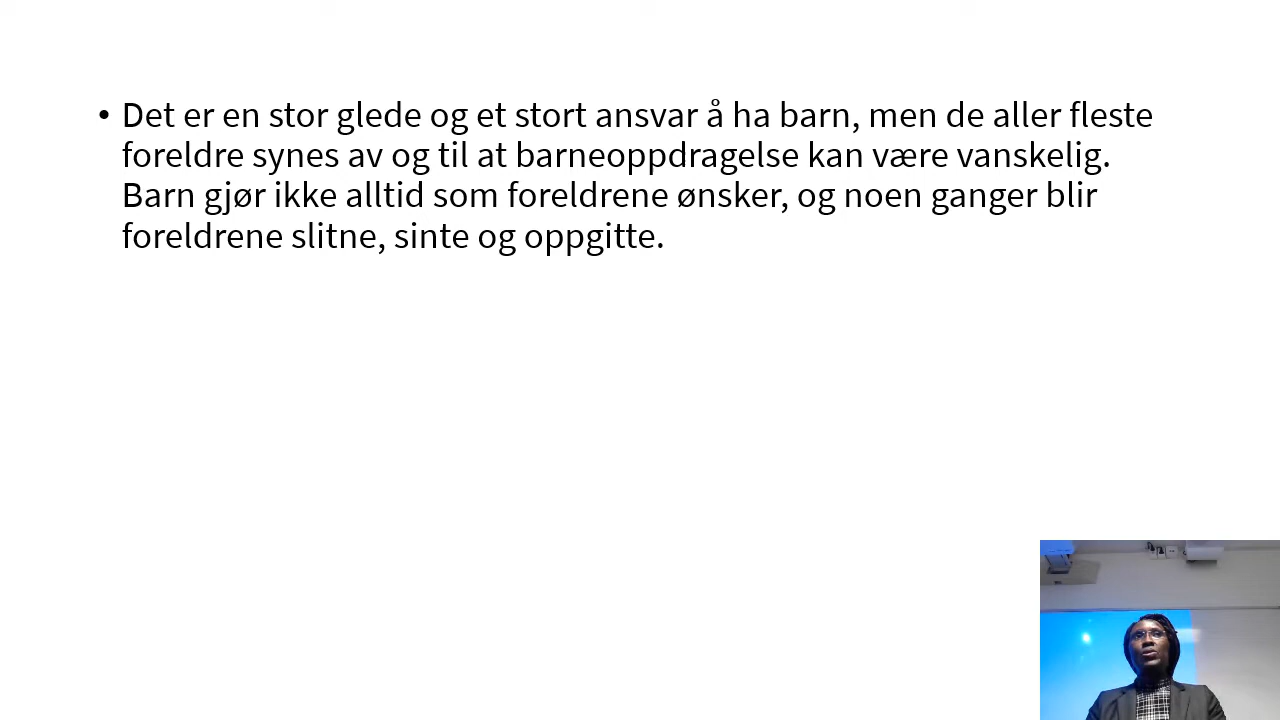 • Det er en stor glede og et stort ansvar å ha barn, men de aller fleste
foreldre synes av og til at barneoppdragelse kan være vanskelig.
Barn gjør ikke alltid som foreldrene ønsker, og noen ganger blir
foreldrene slitne, sinte og oppgitte.